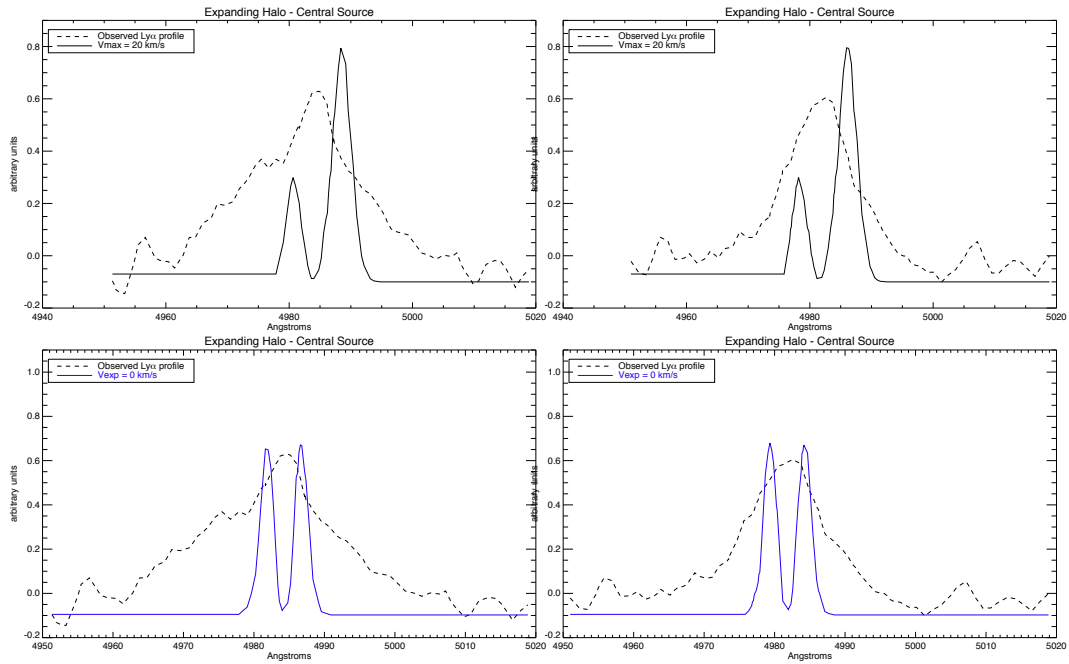 Expanding Halo - Central Source
Observed Lyα profile
Vmax = 20 km/s
arbitrary units
0.8
0.6
0.4
0.2
0.0
-0.2
4940 4960 4980 5000 5020
Angstroms
Expanding Halo - Central Source
Observed Lyα profile
Vmax = 20 km/s
arbitrary units
0.8
0.6
0.4
0.2
0.0
-0.2
4940 4960 4980 5000 5020
Angstroms
Expanding Halo - Central Source
Observed Lyα profile
Vexp = 0 km/s
arbitrary units
1.0
0.8
0.6
0.4
0.2
0.0
-0.2
4950 4960 4970 4980 4990 5000 5010 5020
Angstroms
Expanding Halo - Central Source
Observed Lyα profile
Vexp = 0 km/s
arbitrary units
1.0
0.8
0.6
0.4
0.2
0.0
-0.2
4950 4960 4970 4980 4990 5000 5010 5020
Angstroms